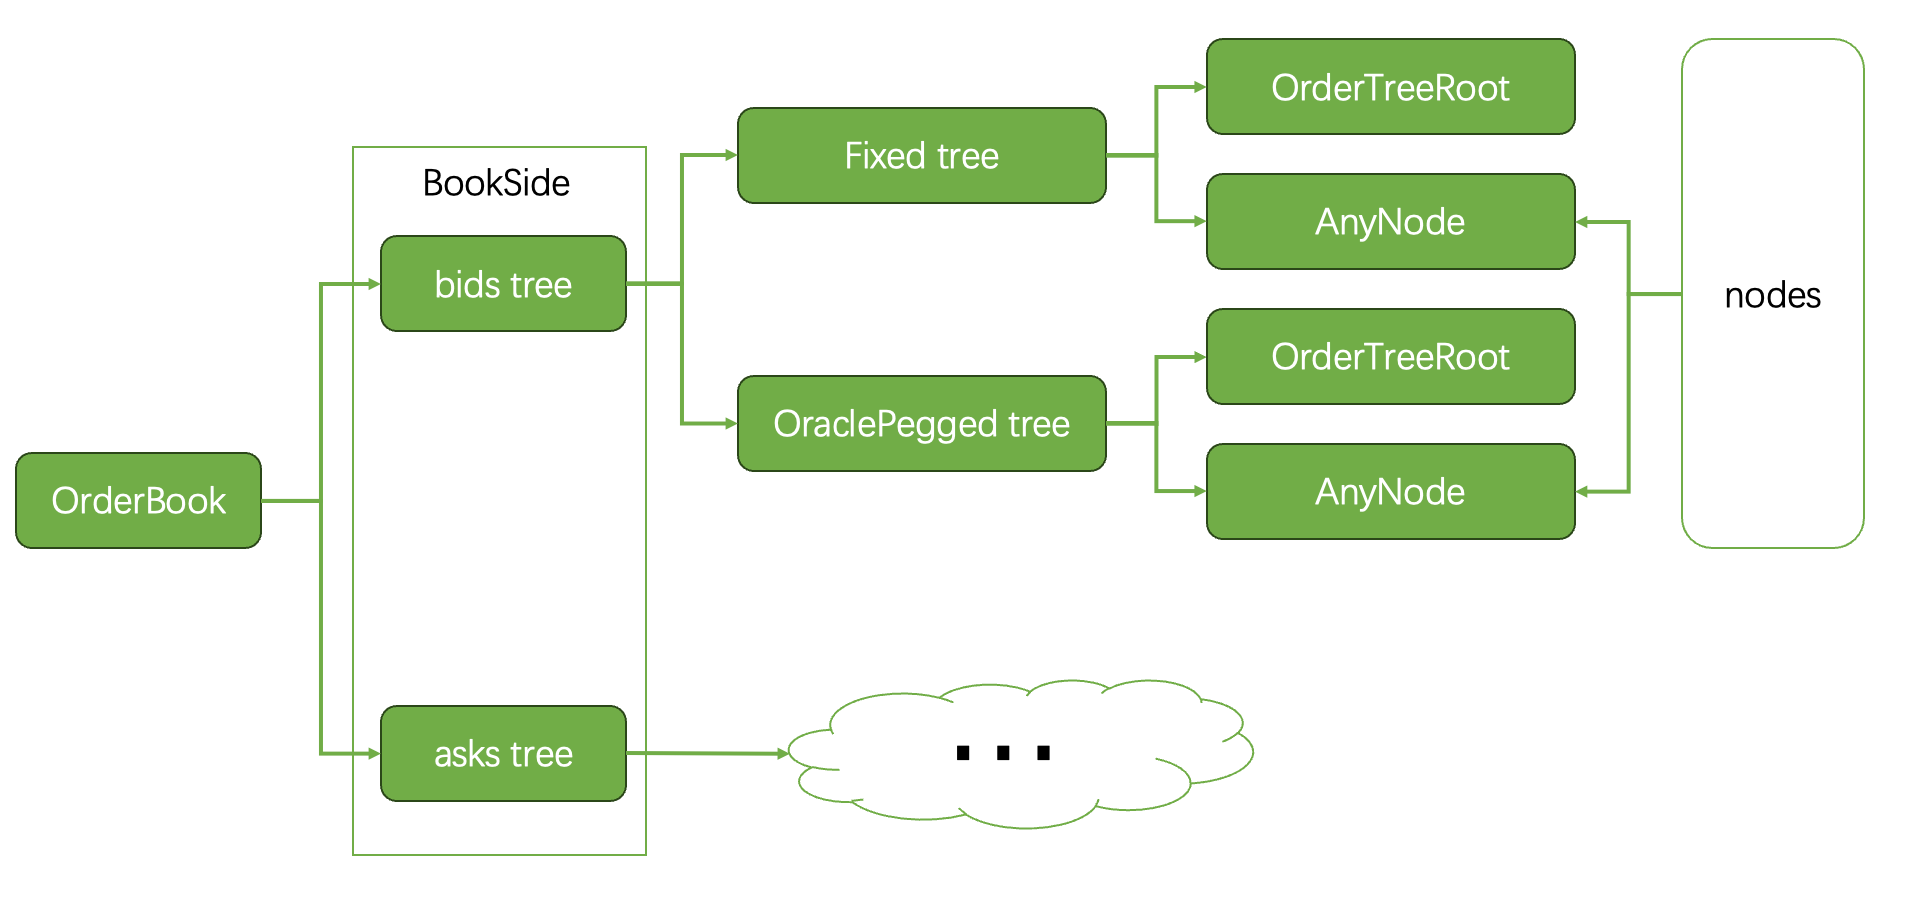 OrderBook
BookSide
bids tree
asks tree
Fixed tree
OraclePegged tree
OrderTreeRoot
AnyNode
OrderTreeRoot
AnyNode
nodes
...